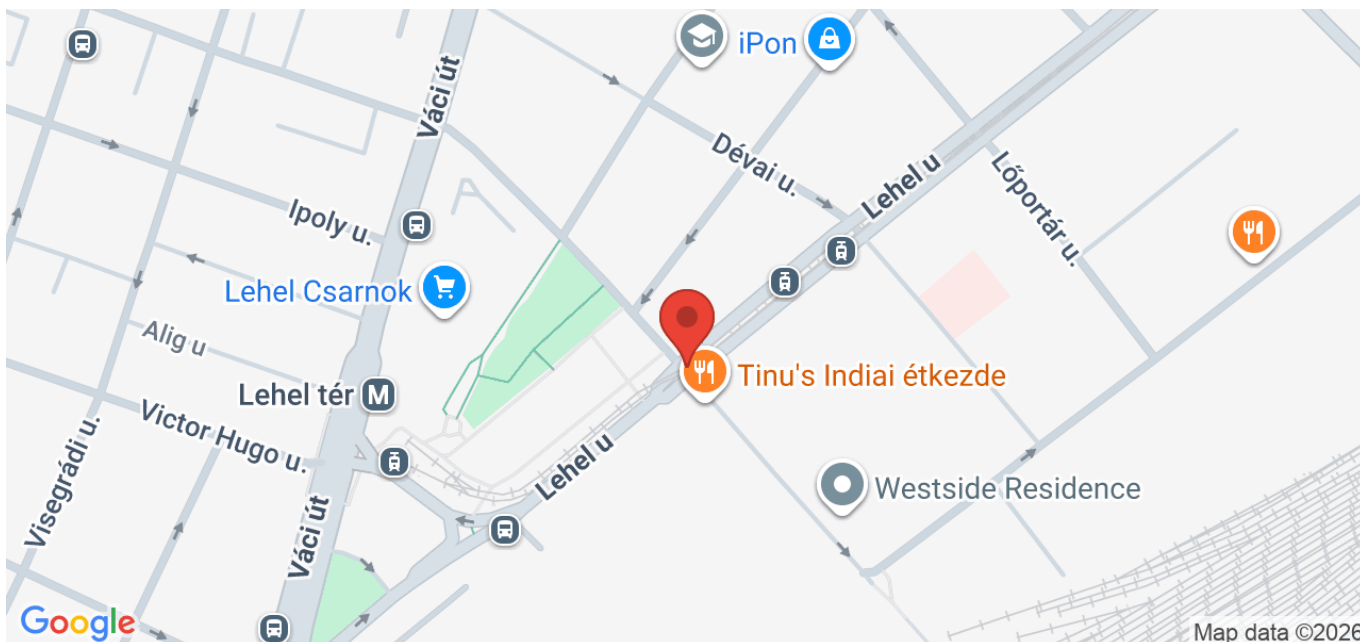 iPon
Váci út
Dévai u.
Lehel u
Lőportár u.
Ipoly u.
Lehel Csarnok
Alig u
Lehel tér
M
Tinu's Indiai étkezde
Victor Hugo u.
Visegrádi u.
Lehel u
Westside Residence
Váci út
Google
Map data ©2026